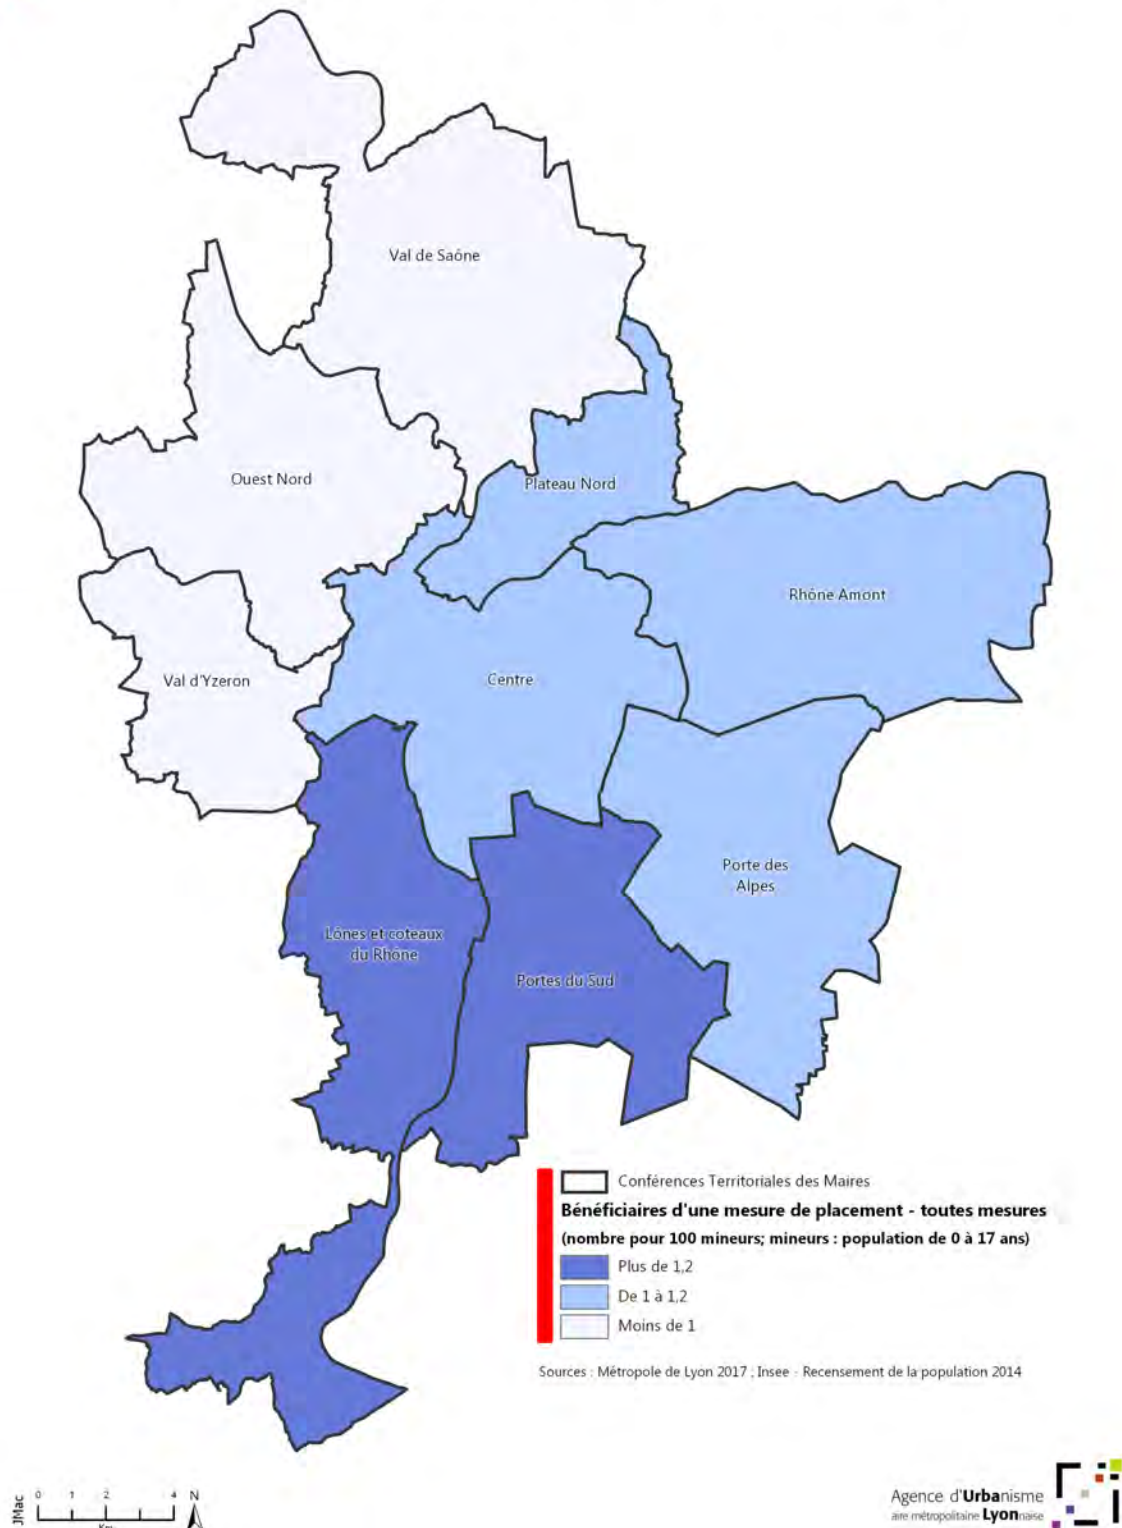 Val de Saône
Ouest Nord
Plateau Nord
Rhône Amont
Val d'Yzeron
Centre
Porte des
Alpes
Lônes et coteaux
du Rhône
Portes du Sud
Conférences Territoriales des Maires
Bénéficiaires d'une mesure de placement - toutes mesures
(nombre pour 100 mineurs; mineurs : population de 0 à 17 ans)
Plus de 1,2
De 1 à 1,2
Moins de 1
Sources : Métropole de Lyon 2017 ; Insee - Recensement de la population 2014
JMac
0 1 2 4 N
Km
Agence d'Urbanisme
aire métropolitaine Lyonnaise